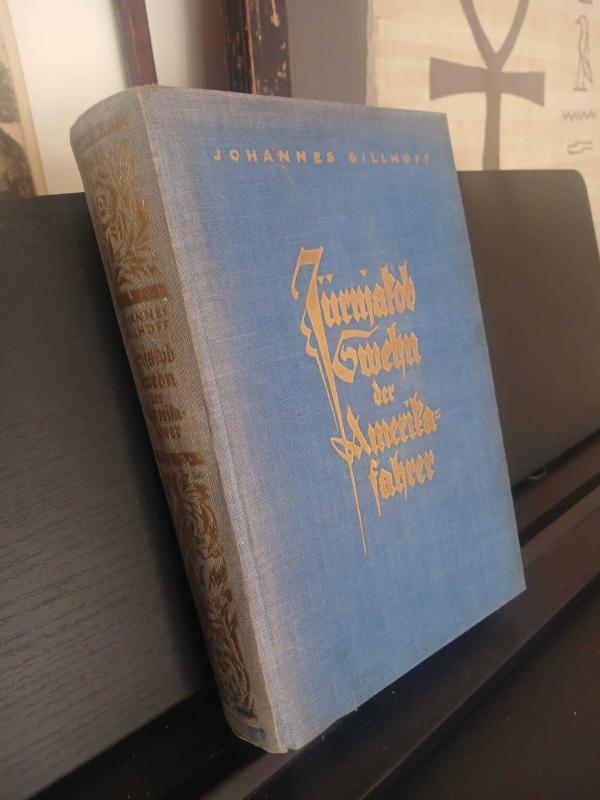 JOHANNES GILLHOFF
Jürnjakob
Swehn
der
Amerika=
fahrer